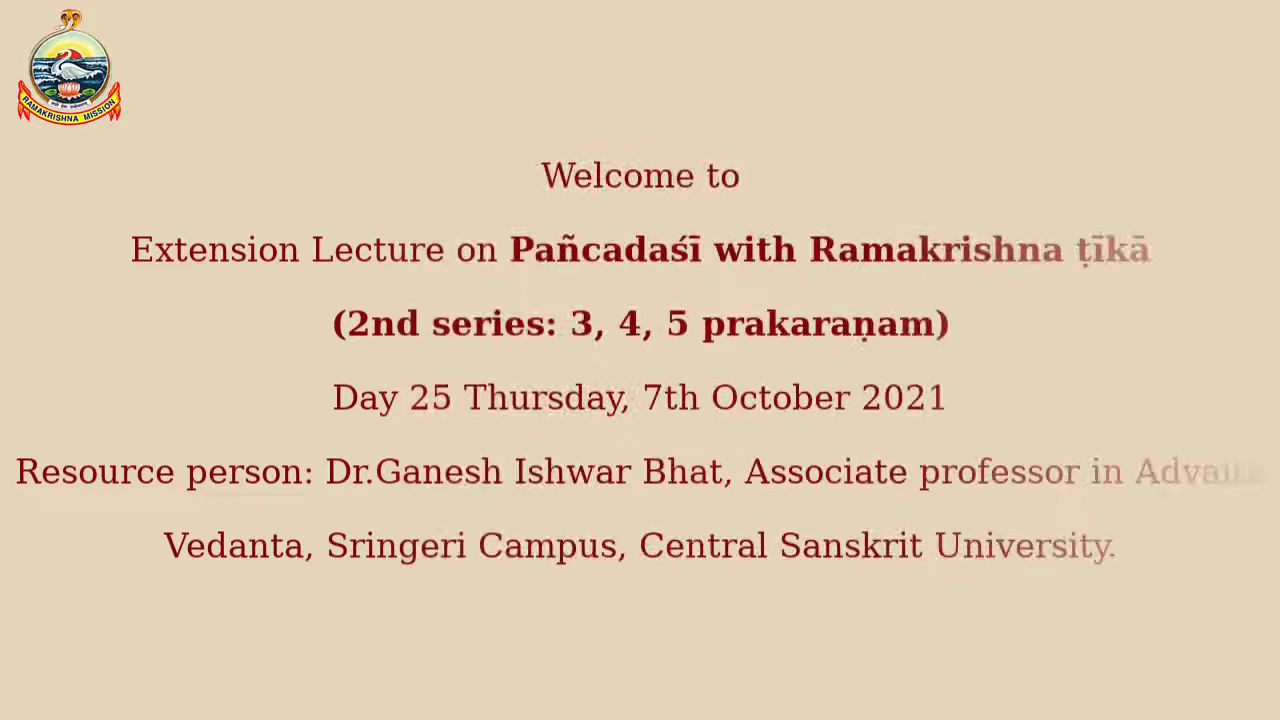 RAMAKRISHNA MISSION
Welcome to
Extension Lecture on Pañcadaśī with Ramakrishna ṭīkā
(2nd series: 3, 4, 5 prakaraṇam)
Day 25 Thursday, 7th October 2021
Resource person: Dr.Ganesh Ishwar Bhat, Associate professor in Advaita
Vedanta, Sringeri Campus, Central Sanskrit University.